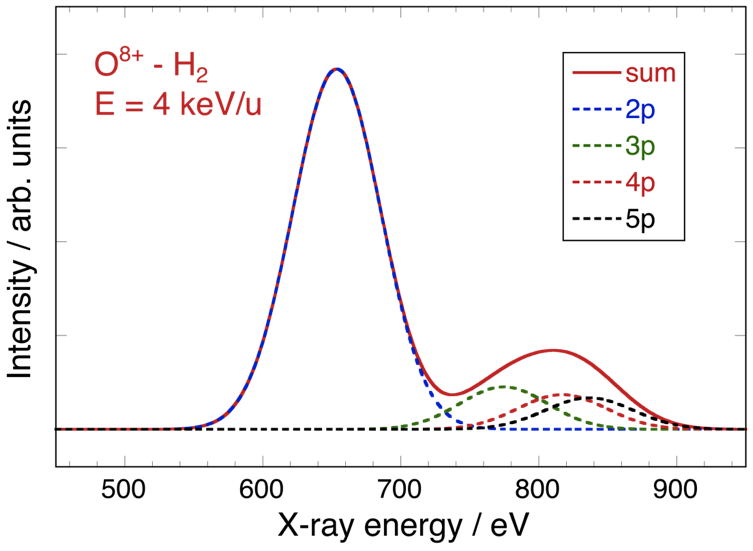 O⁸⁺ - H₂
E = 4 keV/u
sum
2p
3p
4p
5p
Intensity / arb. units
500 600 700 800 900
X-ray energy / eV